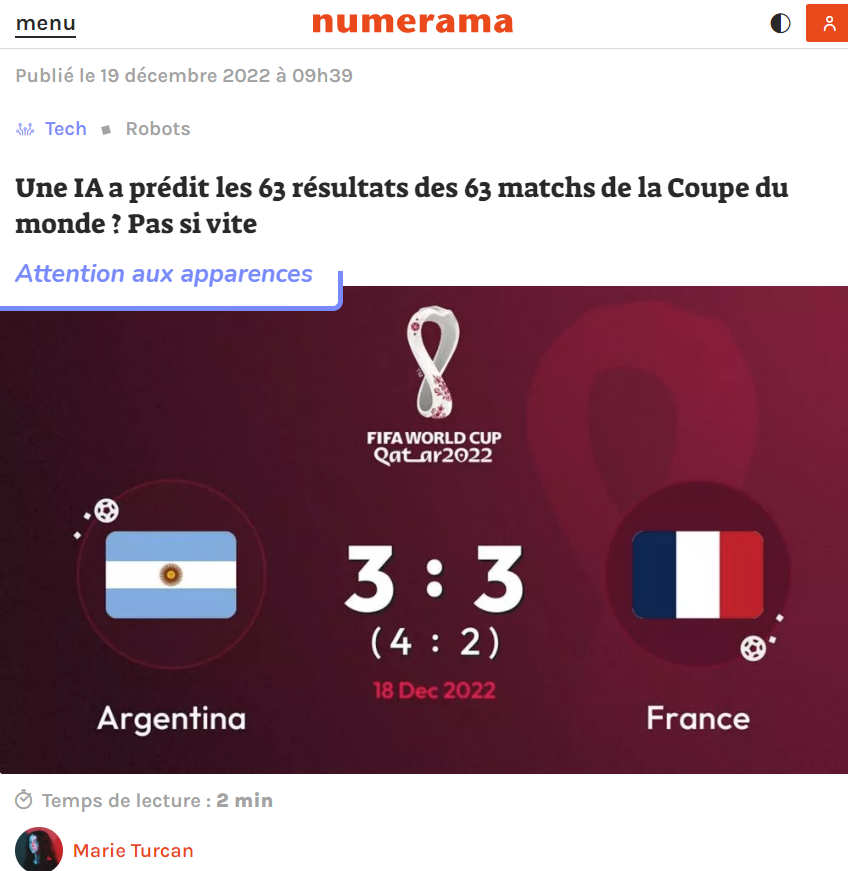 menu
numerama
Publié le 19 décembre 2022 à 09h39
Tech
Robots
Une IA a prédit les 63 résultats des 63 matchs de la Coupe du
monde ? Pas si vite
Attention aux apparences
TM
FIFA WORLD CUP
Qatar2022
3 : 3
(4 : 2)
18 Dec 2022
Argentina
France
Temps de lecture : 2 min
Marie Turcan